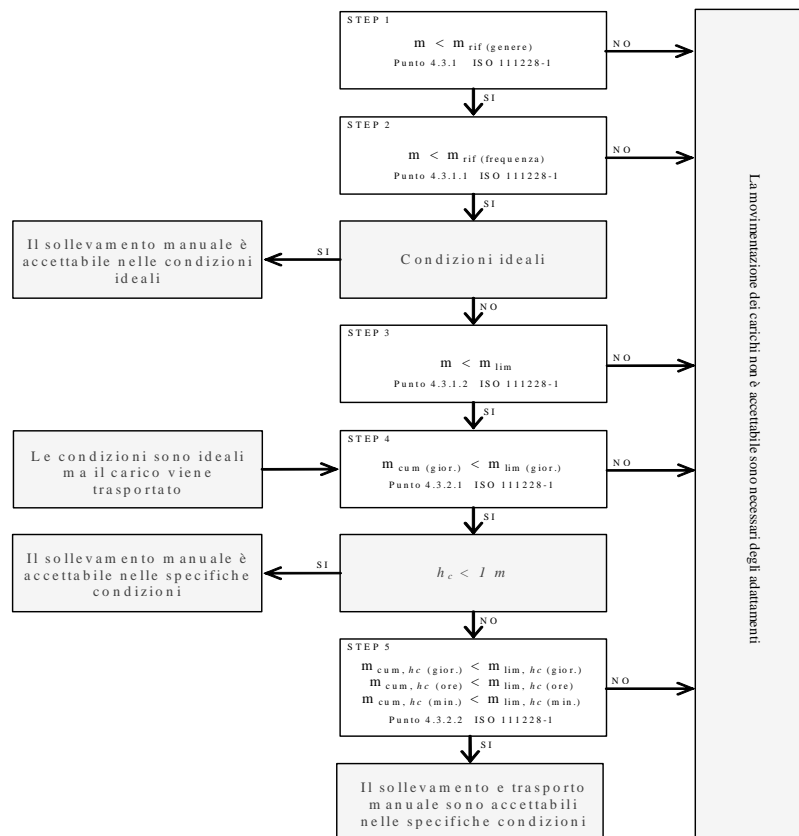 STEP 1
m < m rif (genere)
Punto 4.3.1 ISO 111228-1
NO
SI
STEP 2
m < m rif (frequenza)
Punto 4.3.1.1 ISO 111228-1
NO
SI
Il sollevamento manuale è
accettabile nelle condizioni
ideali
SI
Condizioni ideali
NO
STEP 3
m < m lim
Punto 4.3.1.2 ISO 111228-1
NO
SI
Le condizioni sono ideali
ma il carico viene
trasportato
STEP 4
m cum (gior.) < m lim (gior.)
Punto 4.3.2.1 ISO 111228-1
NO
SI
Il sollevamento manuale è
accettabile nelle specifiche
condizioni
SI
h c < 1 m
NO
STEP 5
m cum, hc (gior.) < m lim, hc (gior.)
m cum, hc (ore) < m lim, hc (ore)
m cum, hc (min.) < m lim, hc (min.)
Punto 4.3.2.2 ISO 111228-1
NO
SI
Il sollevamento e trasporto
manuale sono accettabili
nelle specifiche condizioni
La movimentazione dei carichi non è accettabile sono necessari degli adattamenti